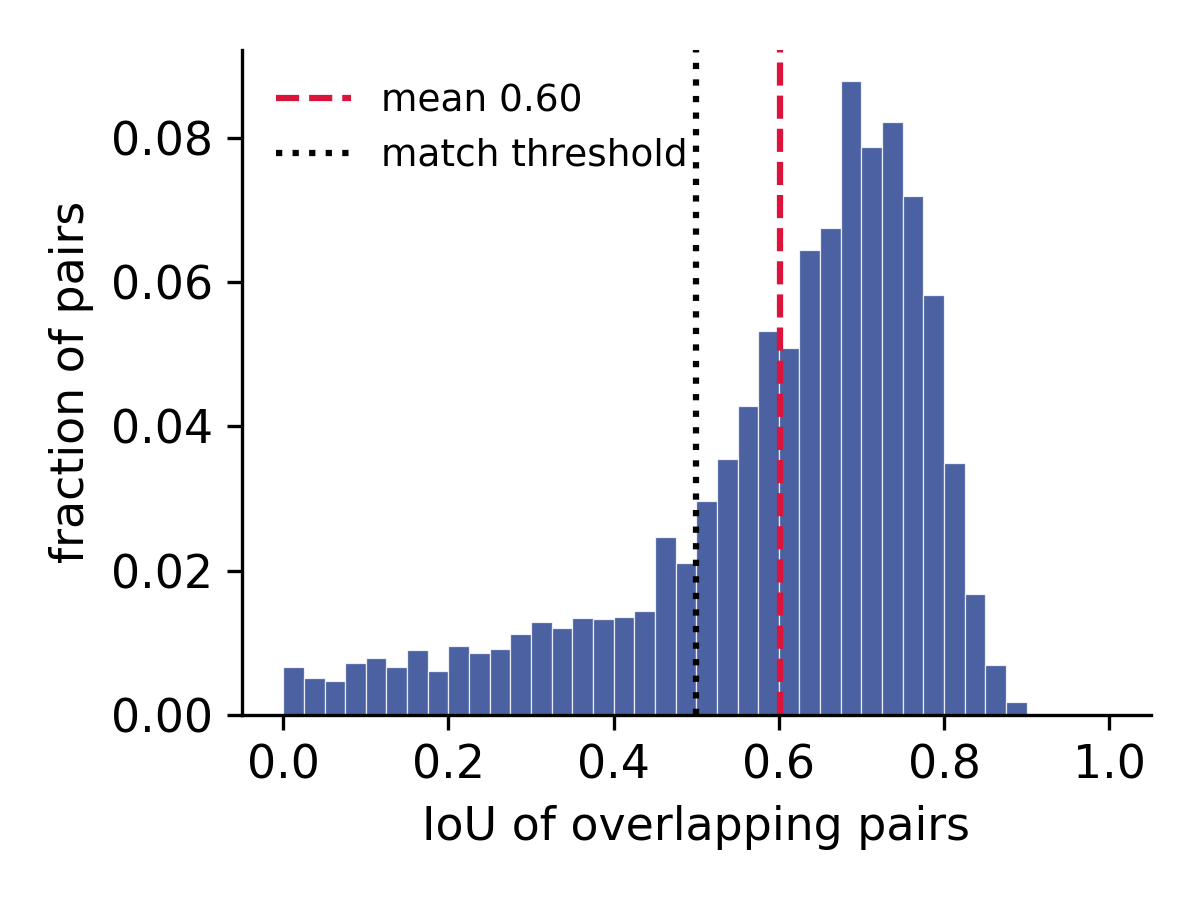 mean 0.60
match threshold
0.08
0.06
0.04
0.02
0.00
fraction of pairs
0.0 0.2 0.4 0.6 0.8 1.0
IoU of overlapping pairs